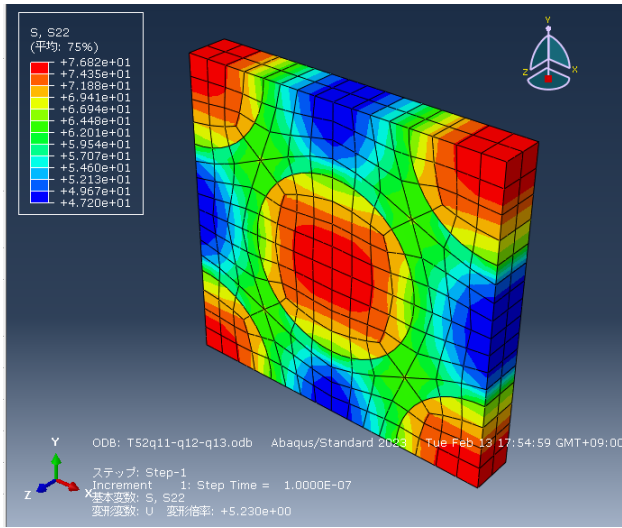 S, S22
(平均: 75%)
+7.682e+01
+7.435e+01
+7.188e+01
+6.941e+01
+6.694e+01
+6.448e+01
+6.201e+01
+5.954e+01
+5.707e+01
+5.460e+01
+5.213e+01
+4.967e+01
+4.720e+01
Y
Z
X
Y
Z
X
ODB: T52q11-q12-q13.odb Abaqus/Standard 2023 Tue Feb 13 17:54:59 GMT+09:00
ステップ: Step-1
Increment 1: Step Time = 1.0000E-07
基本変数: S, S22
変形変数: U 変形倍率: +5.230e+00